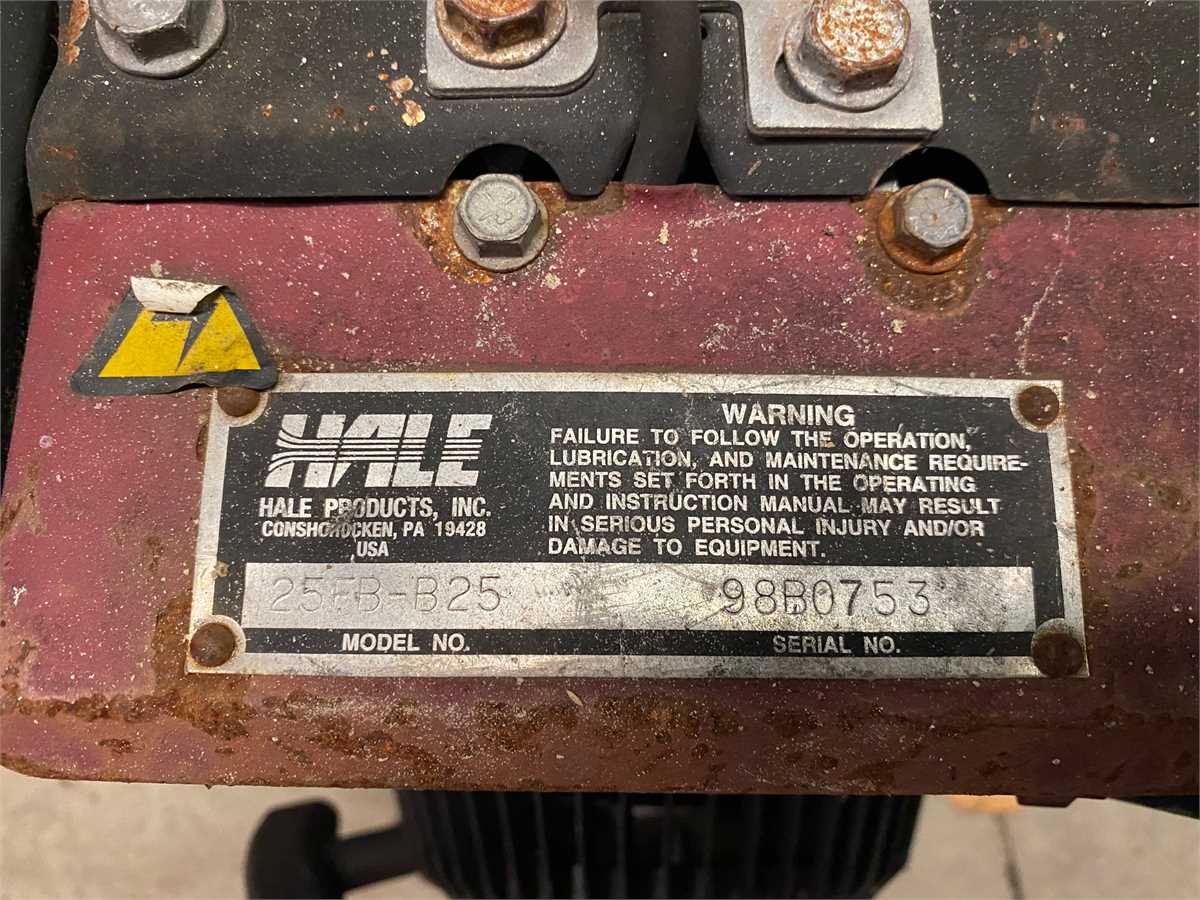 HALE
HALE PRODUCTS, INC.
CONSHOHOCKEN, PA 19428
USA
WARNING
FAILURE TO FOLLOW THE OPERATION,
LUBRICATION, AND MAINTENANCE REQUIRE-
MENTS SET FORTH IN THE OPERATING
AND INSTRUCTION MANUAL MAY RESULT
IN SERIOUS PERSONAL INJURY AND/OR
DAMAGE TO EQUIPMENT.
25FB-B25 98B0753
MODEL NO. SERIAL NO.